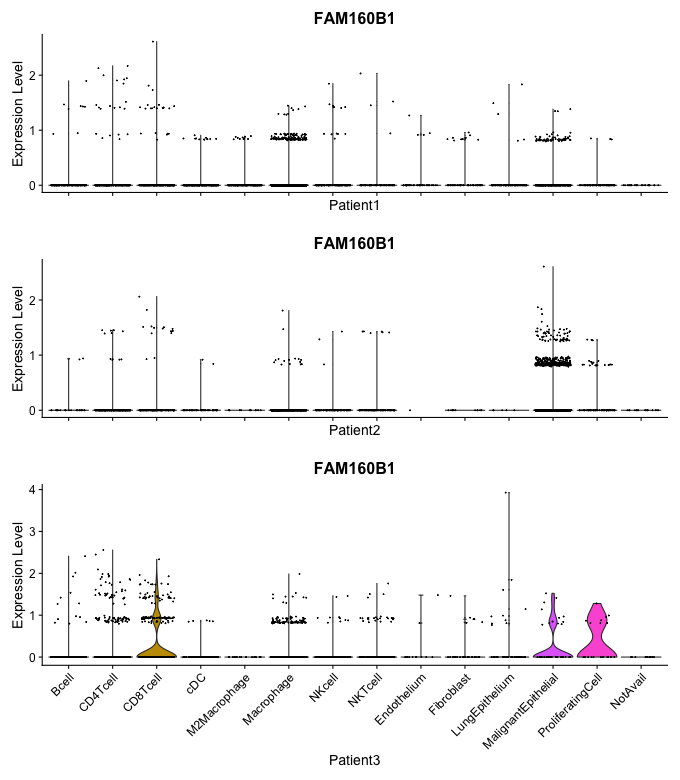 FAM160B1
Expression Level
2
1
0
Patient1
FAM160B1
Expression Level
2
1
0
Patient2
FAM160B1
Expression Level
4
3
2
1
0
Bcell
CD4Tcell
CD8Tcell
cDC
M2Macrophage
Macrophage
NKcell
NKTcell
Endothelium
Fibroblast
LungEpithelium
MalignantEpithelial
ProliferatingCell
NotAvail
Patient3